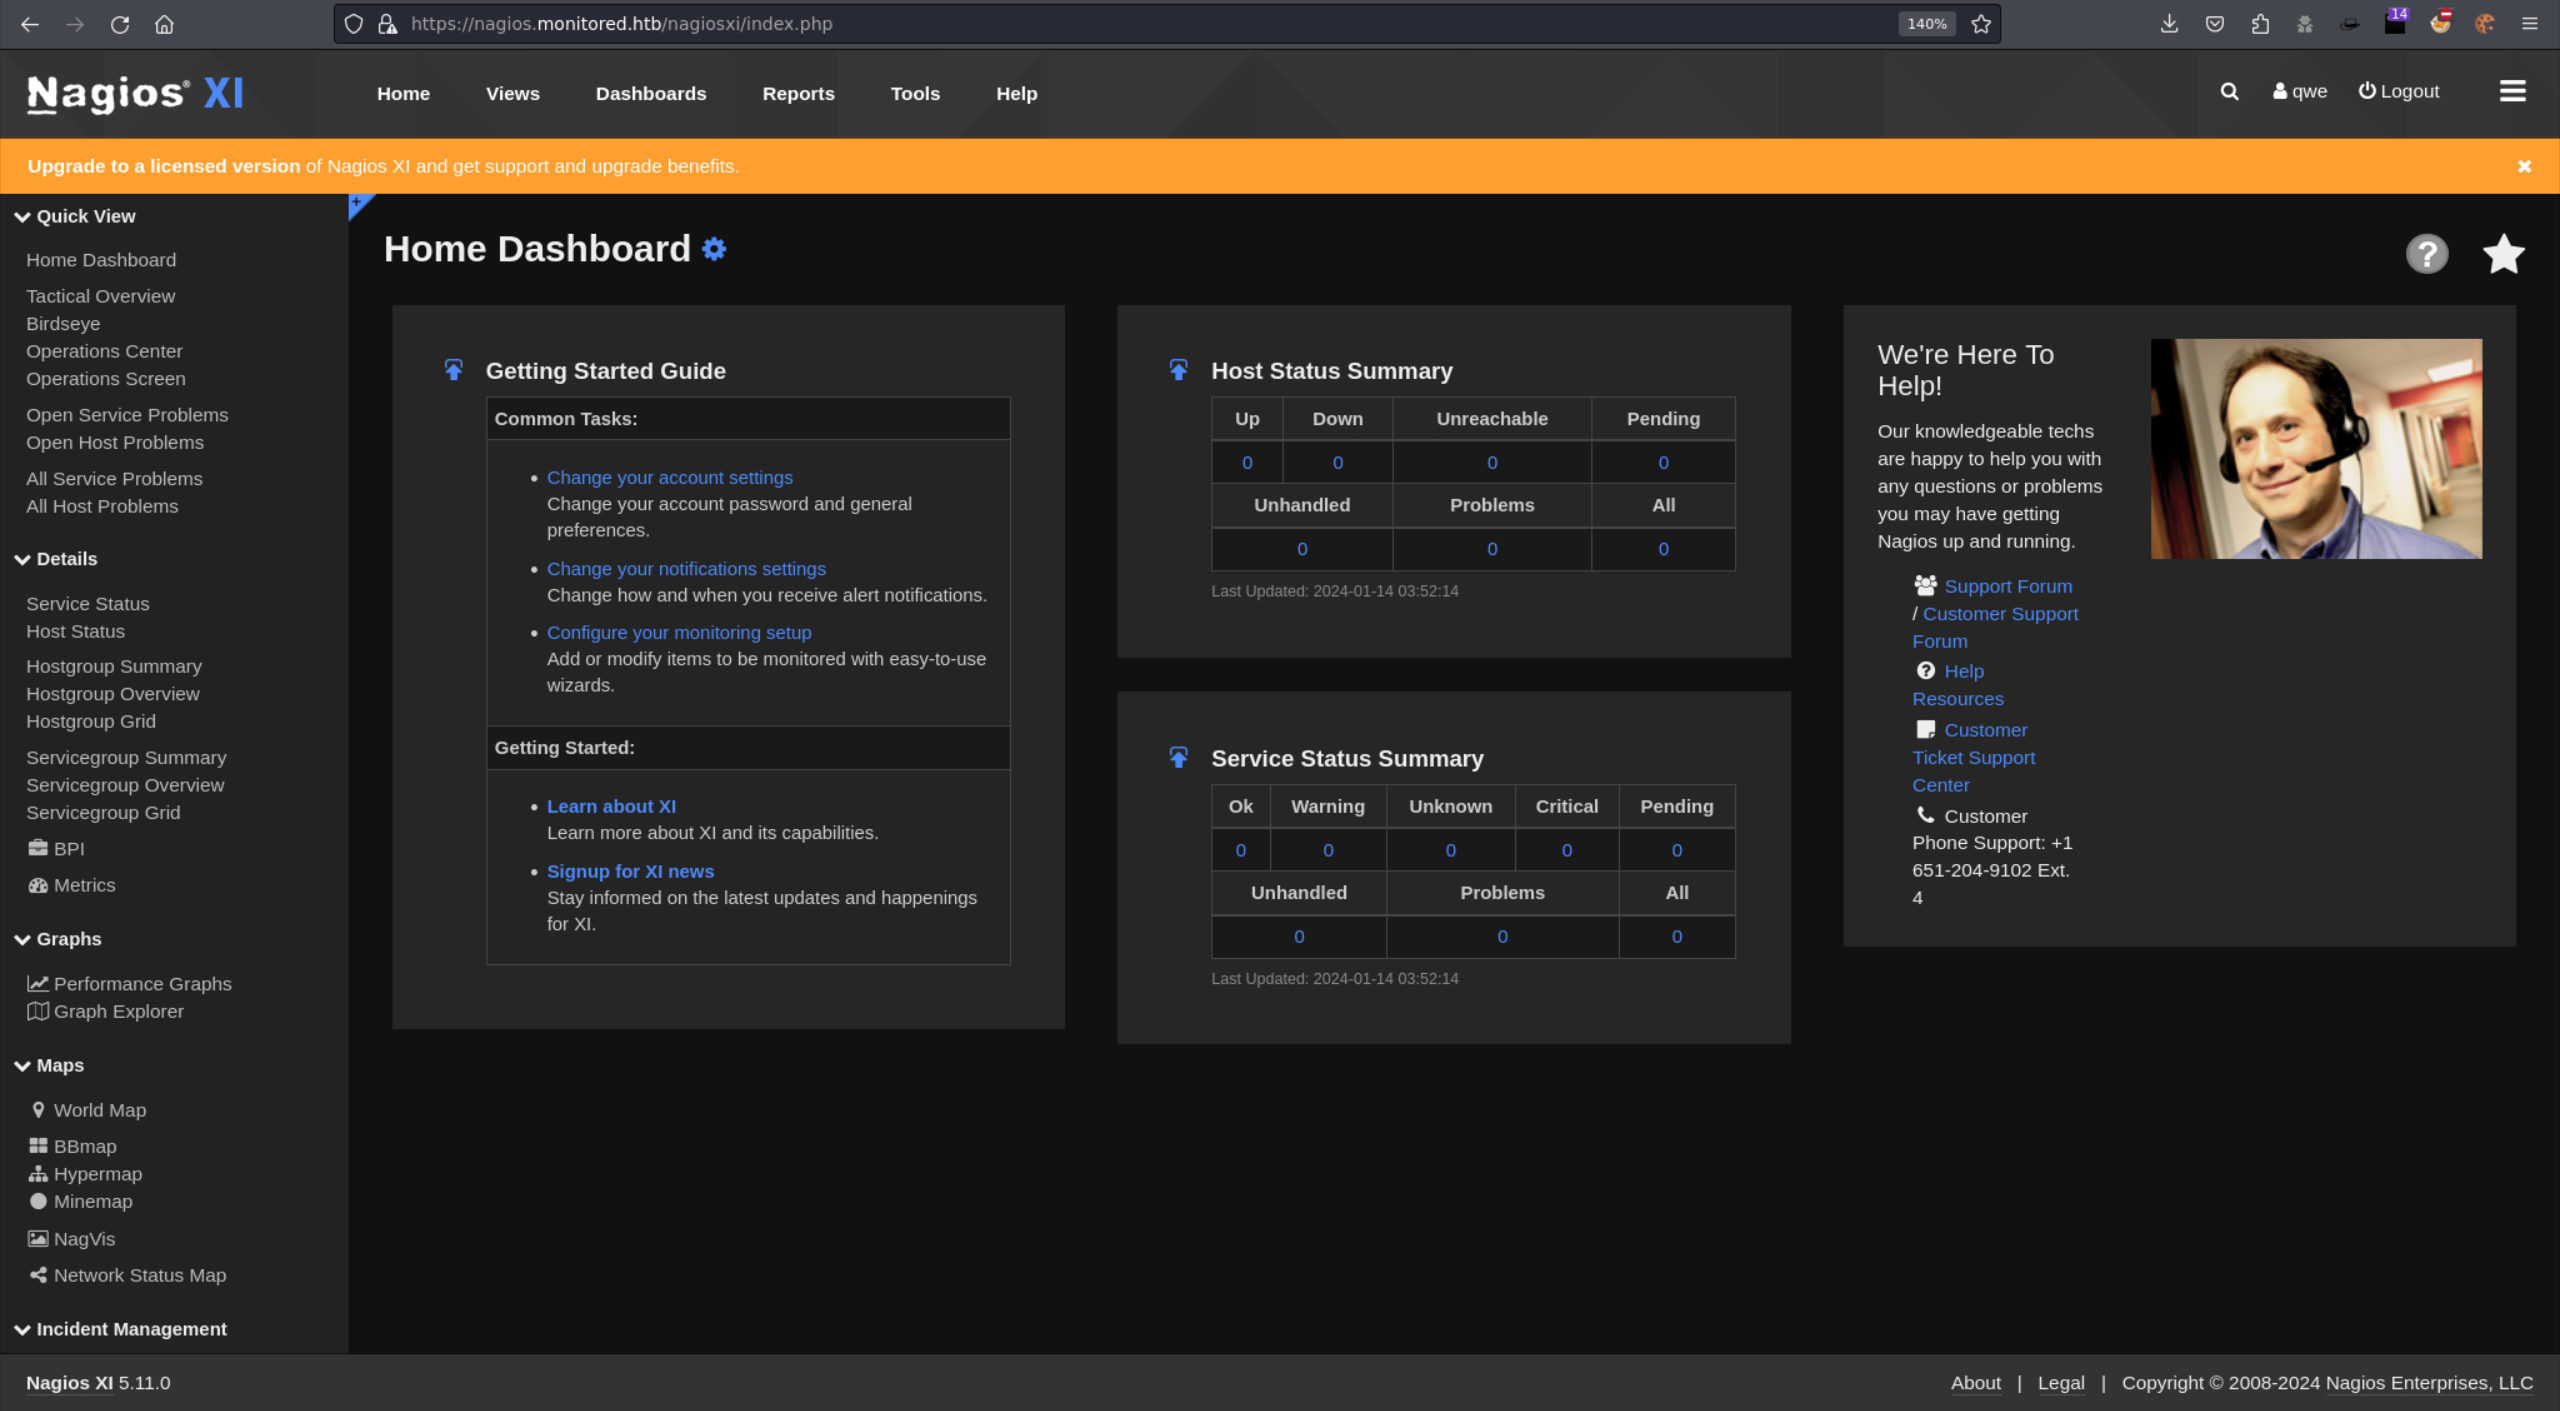 https://nagios.monitored.htb/nagiosxi/index.php
140%
14
Nagios® XI
Home
Views
Dashboards
Reports
Tools
Help
qwe
Logout
Upgrade to a licensed version of Nagios XI and get support and upgrade benefits.
Quick View
Home Dashboard
Tactical Overview
Birdseye
Operations Center
Operations Screen
Open Service Problems
Open Host Problems
All Service Problems
All Host Problems
Details
Service Status
Host Status
Hostgroup Summary
Hostgroup Overview
Hostgroup Grid
Servicegroup Summary
Servicegroup Overview
Servicegroup Grid
BPI
Metrics
Graphs
Performance Graphs
Graph Explorer
Maps
World Map
BBmap
Hypermap
Minemap
NagVis
Network Status Map
Incident Management
Home Dashboard
Getting Started Guide
Common Tasks:
• Change your account settings
Change your account password and general
preferences.
• Change your notifications settings
Change how and when you receive alert notifications.
• Configure your monitoring setup
Add or modify items to be monitored with easy-to-use
wizards.
Getting Started:
• Learn about XI
Learn more about XI and its capabilities.
• Signup for XI news
Stay informed on the latest updates and happenings
for XI.
Host Status Summary
Up Down Unreachable Pending
0 0 0 0
Unhandled Problems All
0 0 0
Last Updated: 2024-01-14 03:52:14
Service Status Summary
Ok Warning Unknown Critical Pending
0 0 0 0 0
Unhandled Problems All
0 0 0
Last Updated: 2024-01-14 03:52:14
We're Here To
Help!
Our knowledgeable techs
are happy to help you with
any questions or problems
you may have getting
Nagios up and running.
Support Forum
/ Customer Support
Forum
Help
Resources
Customer
Ticket Support
Center
Customer
Phone Support: +1
651-204-9102 Ext.
4
Nagios XI 5.11.0
About | Legal | Copyright © 2008-2024 Nagios Enterprises, LLC